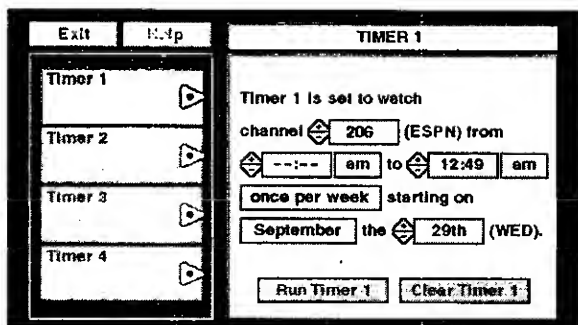 Exit Help TIMER 1
Timer 1
Timer 2
Timer 3
Timer 4
Timer 1 is set to watch
channel 206 (ESPN) from
--:-- am to 12:49 am
once per week starting on
September the 29th (WED).
Run Timer 1 Clear Timer 1